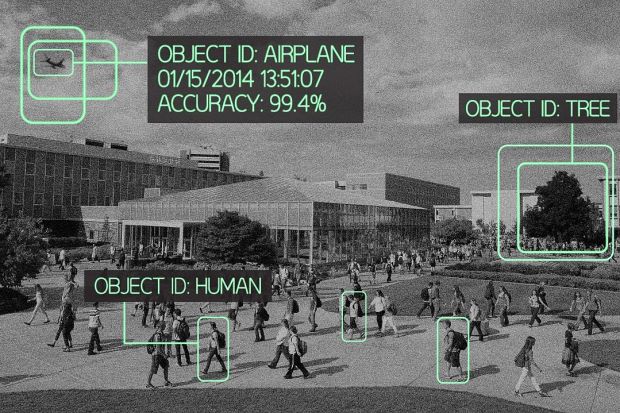 OBJECT ID: AIRPLANE
01/15/2014 13:51:07
ACCURACY: 99.4%
OBJECT ID: TREE
OBJECT ID: HUMAN